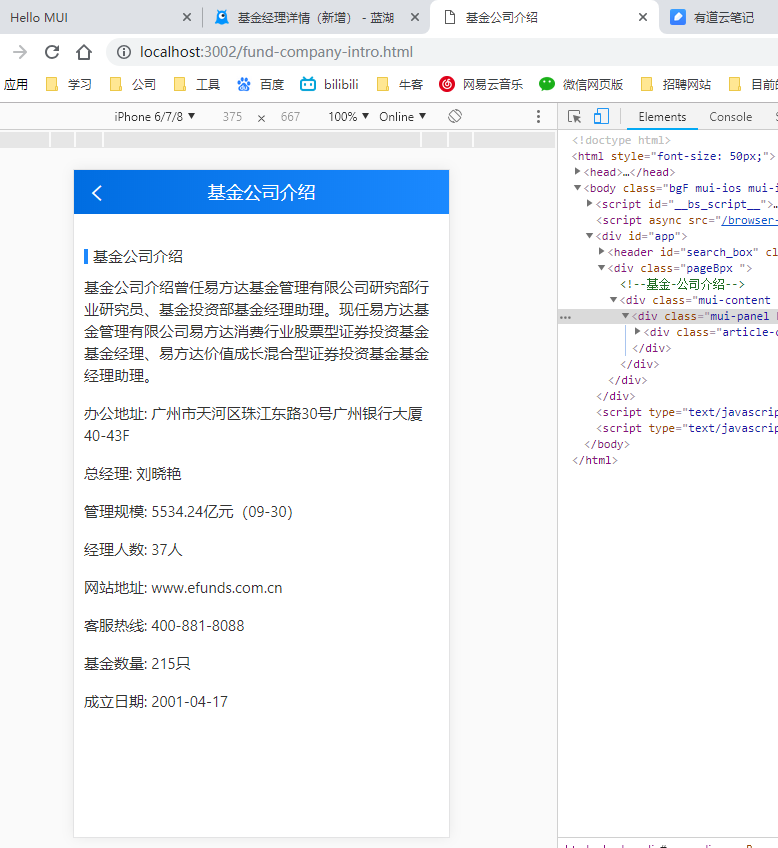 Hello MUI
基金经理详情（新增） - 蓝湖
基金公司介绍
有道云笔记
localhost:3002/fund-company-intro.html
应用 学习 公司 工具 百度 bilibili 牛客 网易云音乐 微信网页版 招聘网站 目前的
iPhone 6/7/8 ▼ 375 × 667 100% ▼ Online ▼
Elements Console
基金公司介绍
基金公司介绍
基金公司介绍曾任易方达基金管理有限公司研究部行
业研究员、基金投资部基金经理助理。现任易方达基
金管理有限公司易方达消费行业股票型证券投资基金
基金经理、易方达价值成长混合型证券投资基金基金
经理助理。
办公地址: 广州市天河区珠江东路30号广州银行大厦
40-43F
总经理: 刘晓艳
管理规模: 5534.24亿元（09-30）
经理人数: 37人
网站地址: www.efunds.com.cn
客服热线: 400-881-8088
基金数量: 215只
成立日期: 2001-04-17
<!doctype html>
<html style="font-size: 50px;">
<head>…</head>
<body class="bgF mui-ios mui-i
<script id="__bs_script__">…
<script async src="/browser-
<div id="app">
<header id="search_box" cl
<div class="pageBpx ">
<!--基金-公司介绍-->
<div class="mui-content
<div class="mui-panel
<div class="article-c
</div>
</div>
</div>
</div>
<script type="text/javascrip
<script type="text/javascrip
</body>
</html>